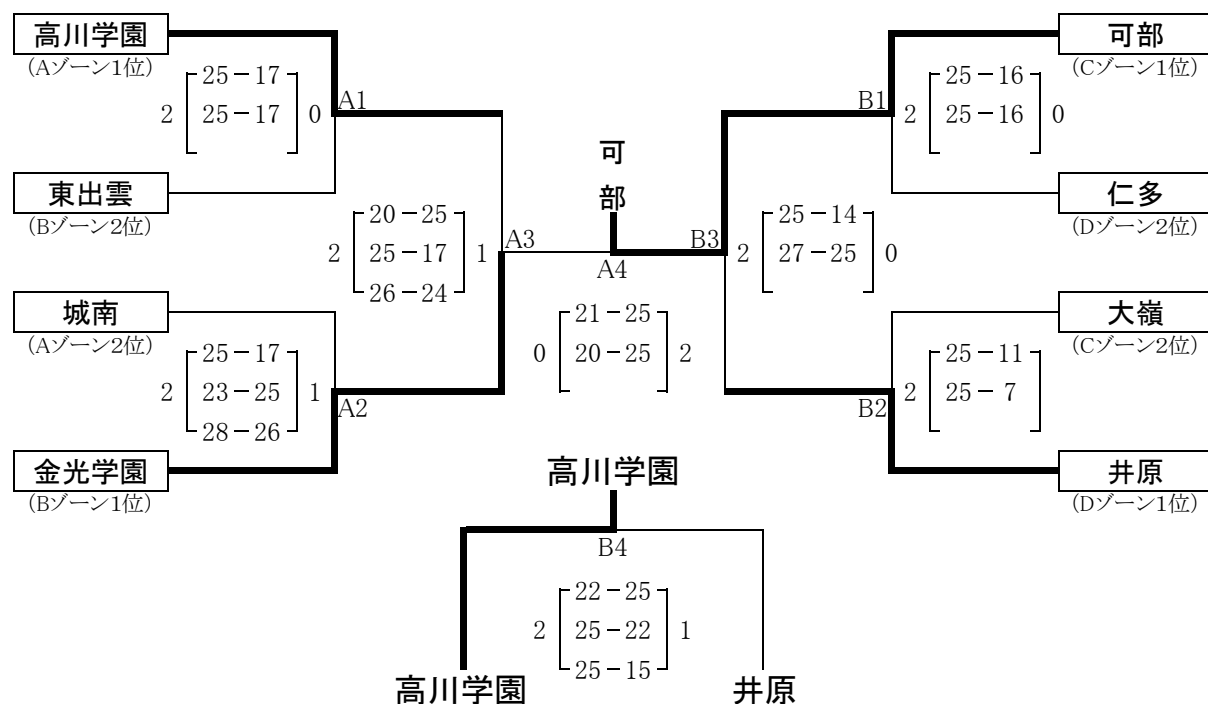 高川学園
(Aゾーン1位)
2 25-17 25-17 0
A1
東出雲
(Bゾーン2位)
城南
(Aゾーン2位)
2 25-17 23-25 28-26 1
A2
金光学園
(Bゾーン1位)
2 20-25 25-17 26-24 1
A3
可部
A4
0 21-25 20-25 2
B3
2 25-14 27-25 0
可部
(Cゾーン1位)
B1
2 25-16 25-16 0
仁多
(Dゾーン2位)
大嶺
(Cゾーン2位)
B2
2 25-11 25-7
井原
(Dゾーン1位)
高川学園
B4
2 22-25 25-22 25-15 1
高川学園
井原